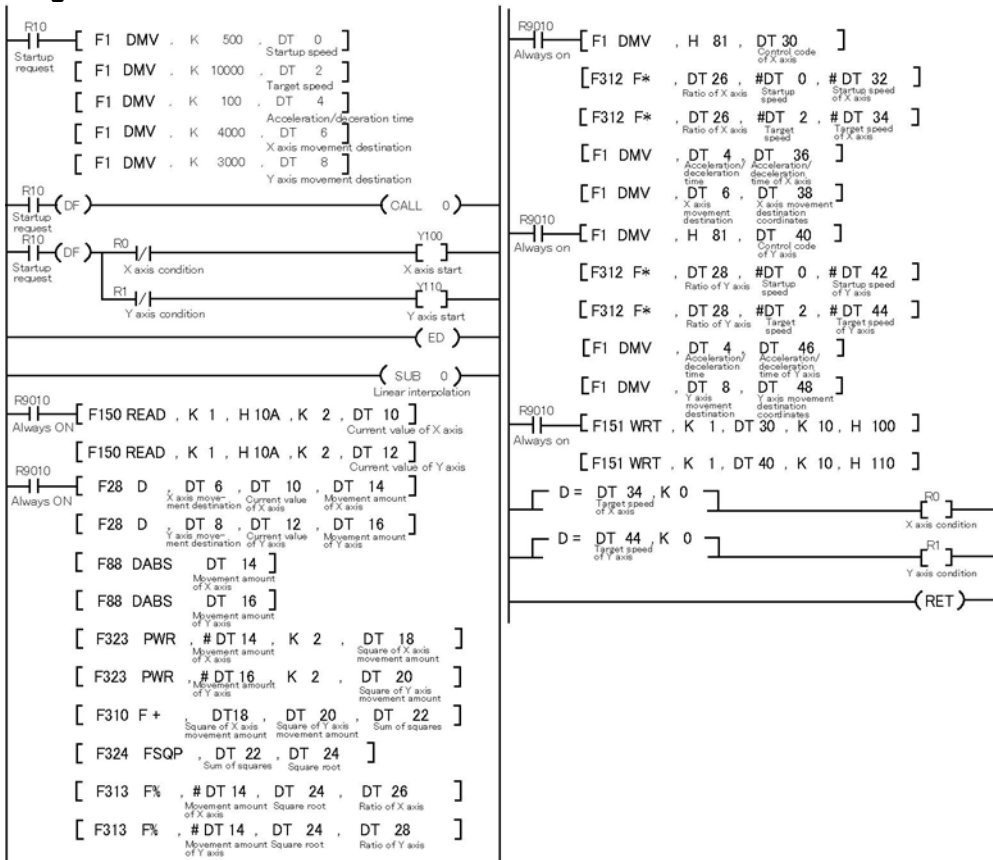 R10
[ F1 DMV , K 500 , DT 0 ]
Startup request
Startup speed
[ F1 DMV , K 10000 , DT 2 ]
Target speed
[ F1 DMV , K 100 , DT 4 ]
Acceleration/deceration time
[ F1 DMV , K 4000 , DT 6 ]
X axis movement destination
[ F1 DMV , K 3000 , DT 8 ]
Y axis movement destination
R10
(DF) (CALL 0)
Startup request
R10 R0 Y100
(DF)
Startup request
X axis condition X axis start
R1 Y110
Y axis condition Y axis start
(ED)
(SUB 0)
Linear interpolation
R9010
[ F150 READ , K 1 , H 10A , K 2 , DT 10 ]
Always ON Current value of X axis
[ F150 READ , K 1 , H 10A , K 2 , DT 12 ]
Current value of Y axis
R9010
[ F28 D , DT 6 , DT 10 , DT 14 ]
Always ON
X axis move-ment destination Current value of X axis Movement amount of X axis
[ F28 D , DT 8 , DT 12 , DT 16 ]
Y axis move-ment destination Current value of Y axis Movement amount of Y axis
[ F88 DABS DT 14 ]
Movement amount of X axis
[ F88 DABS DT 16 ]
Movement amount of Y axis
[ F323 PWR , # DT 14 , K 2 , DT 18 ]
Movement amount of X axis Square of X axis movement amount
[ F323 PWR , # DT 16 , K 2 , DT 20 ]
Movement amount of Y axis Square of Y axis movement amount
[ F310 F + , DT18 , DT 20 , DT 22 ]
Square of X axis movement amount Square of Y axis movement amount Sum of squares
[ F324 FSQP , DT 22 , DT 24 ]
Sum of squares Square root
[ F313 F% , # DT 14 , DT 24 , DT 26 ]
Movement amount of X axis Square root Ratio of X axis
[ F313 F% , # DT 14 , DT 24 , DT 28 ]
Movement amount of Y axis Square root Ratio of Y axis
R9010
[ F1 DMV , H 81 , DT 30 ]
Always on
Control code of X axis
[ F312 F* , DT 26 , #DT 0 , # DT 32 ]
Ratio of X axis Startup speed Startup speed of X axis
[ F312 F* , DT 26 , #DT 2 , # DT 34 ]
Ratio of X axis Target speed Target speed of X axis
[ F1 DMV , DT 4 , DT 36 ]
Acceleration/deceleration time Acceleration/deceleration time of X axis
[ F1 DMV , DT 6 , DT 38 ]
X axis movement destination X axis movement destination coordinates
R9010
[ F1 DMV , H 81 , DT 40 ]
Always on
Control code of Y axis
[ F312 F* , DT 28 , #DT 0 , # DT 42 ]
Ratio of Y axis Startup speed Startup speed of Y axis
[ F312 F* , DT 28 , #DT 2 , # DT 44 ]
Ratio of Y axis Target speed Target speed of Y axis
[ F1 DMV , DT 4 , DT 46 ]
Acceleration/deceleration time Acceleration/deceleration time of Y axis
[ F1 DMV , DT 8 , DT 48 ]
Y axis movement destination Y axis movement destination coordinates
R9010
[ F151 WRT , K 1, DT 30 , K 10, H 100 ]
Always on
[ F151 WRT , K 1, DT 40 , K 10, H 110 ]
D = DT 34 , K 0 R0
Target speed of X axis X axis condition
D = DT 44 , K 0 R1
Target speed of Y axis Y axis condition
(RET)